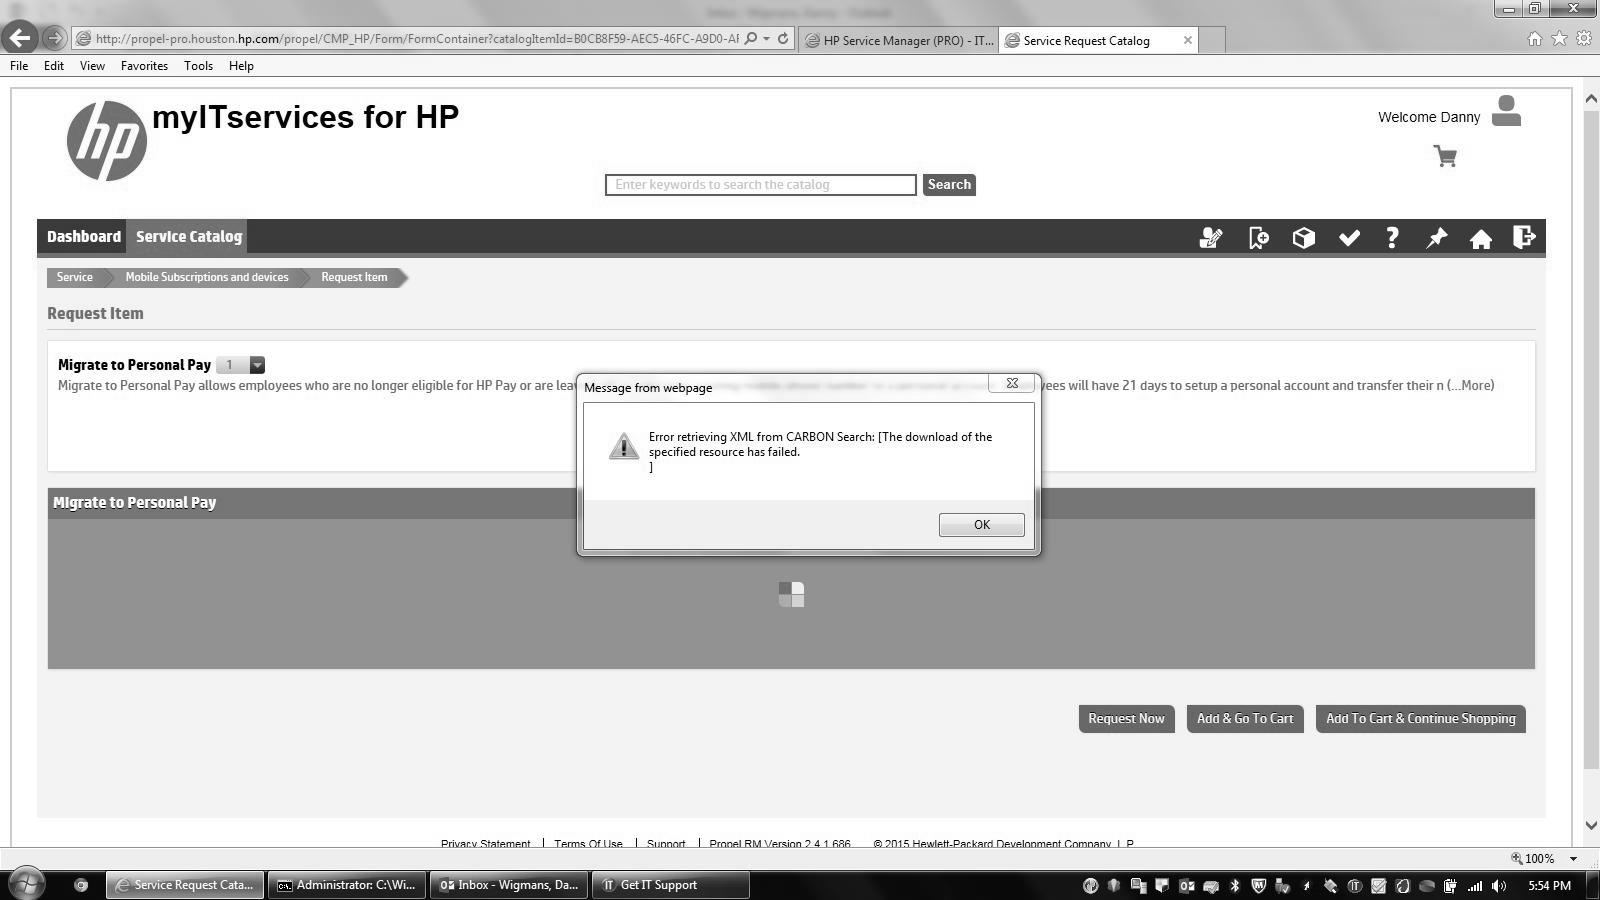 http://propel-pro.houston.hp.com/propel/CMP_HP/Form/FormContainer?catalogItemId=B0CB8F59-AEC5-46FC-A9D0-AF
HP Service Manager (PRO) - IT...
Service Request Catalog
File Edit View Favorites Tools Help
hp
myITservices for HP
Welcome Danny
Enter keywords to search the catalog
Search
Dashboard Service Catalog
Service Mobile Subscriptions and devices Request Item
Request Item
Migrate to Personal Pay 1
Migrate to Personal Pay allows employees who are no longer eligible for HP Pay or are lea
will have 21 days to setup a personal account and transfer their n (...More)
Message from webpage
Error retrieving XML from CARBON Search: [The download of the
specified resource has failed.
]
OK
Migrate to Personal Pay
Request Now Add & Go To Cart Add To Cart & Continue Shopping
Privacy Statement Terms Of Use Support Propel RM Version 2.4.1.686 © 2015 Hewlett-Packard Development Company, L.P.
100%
Service Request Cata... Administrator: C:\Wi... Inbox - Wigmans, Da... Get IT Support
5:54 PM